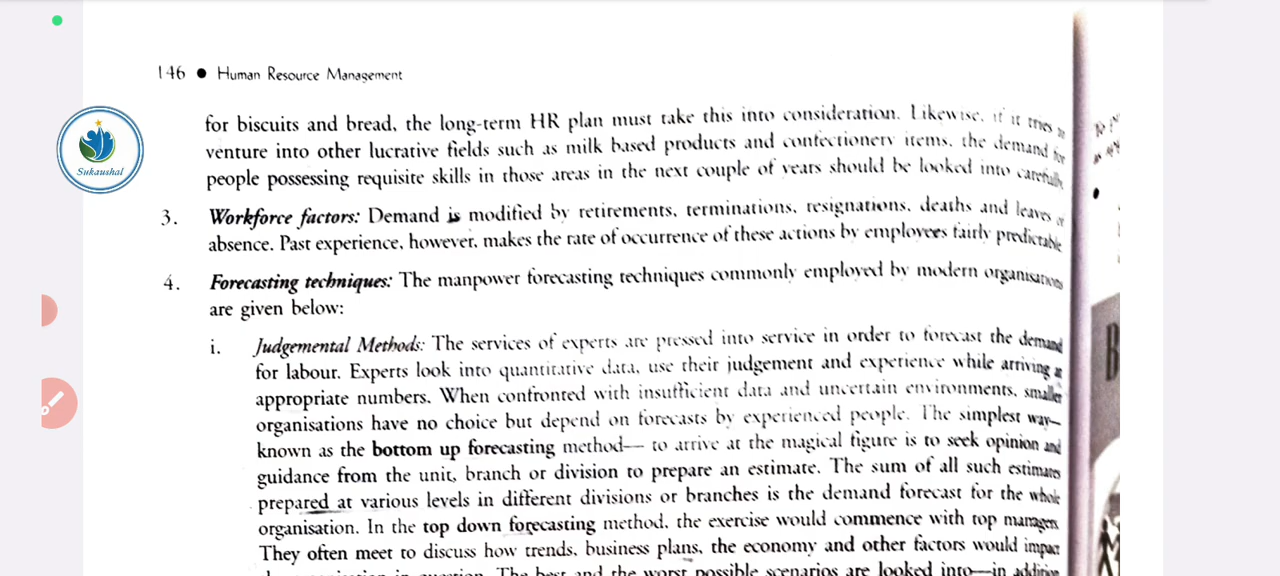 146 ● Human Resource Management
for biscuits and bread, the long-term HR plan must take this into consideration. Likewise, if it tries
venture into other lucrative fields such as milk based products and confectionery items, the demand for
people possessing requisite skills in those areas in the next couple of years should be looked into carefully
Sukaushal
3. Workforce factors: Demand is modified by retirements, terminations, resignations, deaths and leaves
absence. Past experience, however, makes the rate of occurrence of these actions by employees fairly predictable
4. Forecasting techniques: The manpower forecasting techniques commonly employed by modern organisations
are given below:
i. Judgemental Methods: The services of experts are pressed into service in order to forecast the demand
for labour. Experts look into quantitative data, use their judgement and experience while arriving at
appropriate numbers. When confronted with insufficient data and uncertain environments, smaller
organisations have no choice but depend on forecasts by experienced people. The simplest way—
known as the bottom up forecasting method— to arrive at the magical figure is to seek opinion and
guidance from the unit, branch or division to prepare an estimate. The sum of all such estimates
prepared at various levels in different divisions or branches is the demand forecast for the whole
organisation. In the top down forecasting method, the exercise would commence with top managers
They often meet to discuss how trends, business plans, the economy and other factors would impact
The best and the worst possible scenarios are looked into—in addition
B